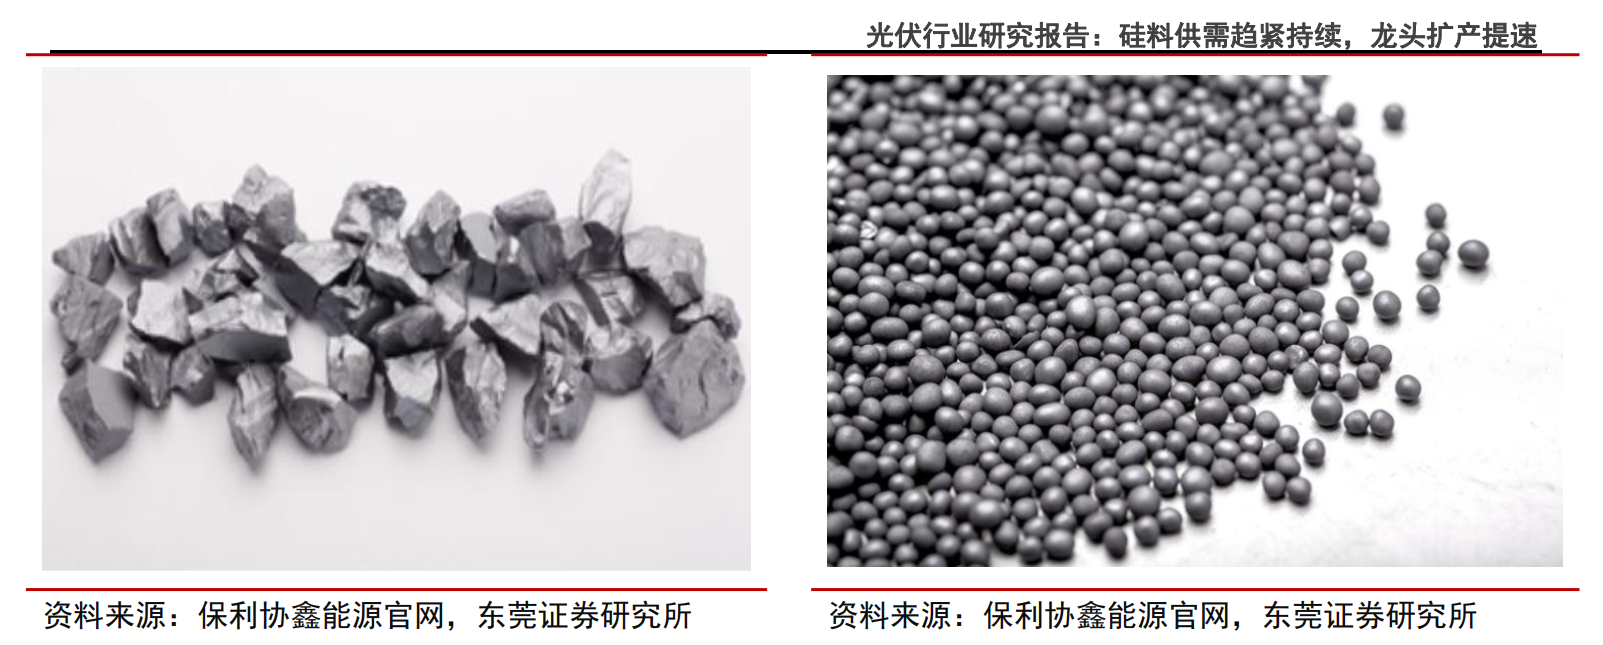 光伏行业研究报告：硅料供需趋紧持续，龙头扩产提速
资料来源：保利协鑫能源官网，东莞证券研究所
资料来源：保利协鑫能源官网，东莞证券研究所